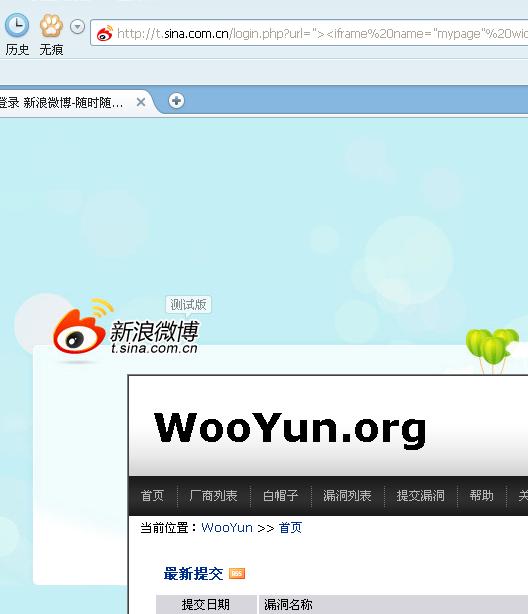 历史 无痕
http://t.sina.com.cn/login.php?url="><iframe%20name="mypage"%20wid
登录 新浪微博-随时随...
测试版
新浪微博
t.sina.com.cn
WooYun.org
首页 厂商列表 白帽子 漏洞列表 提交漏洞 帮助 关
当前位置：WooYun >> 首页
最新提交
提交日期 漏洞名称